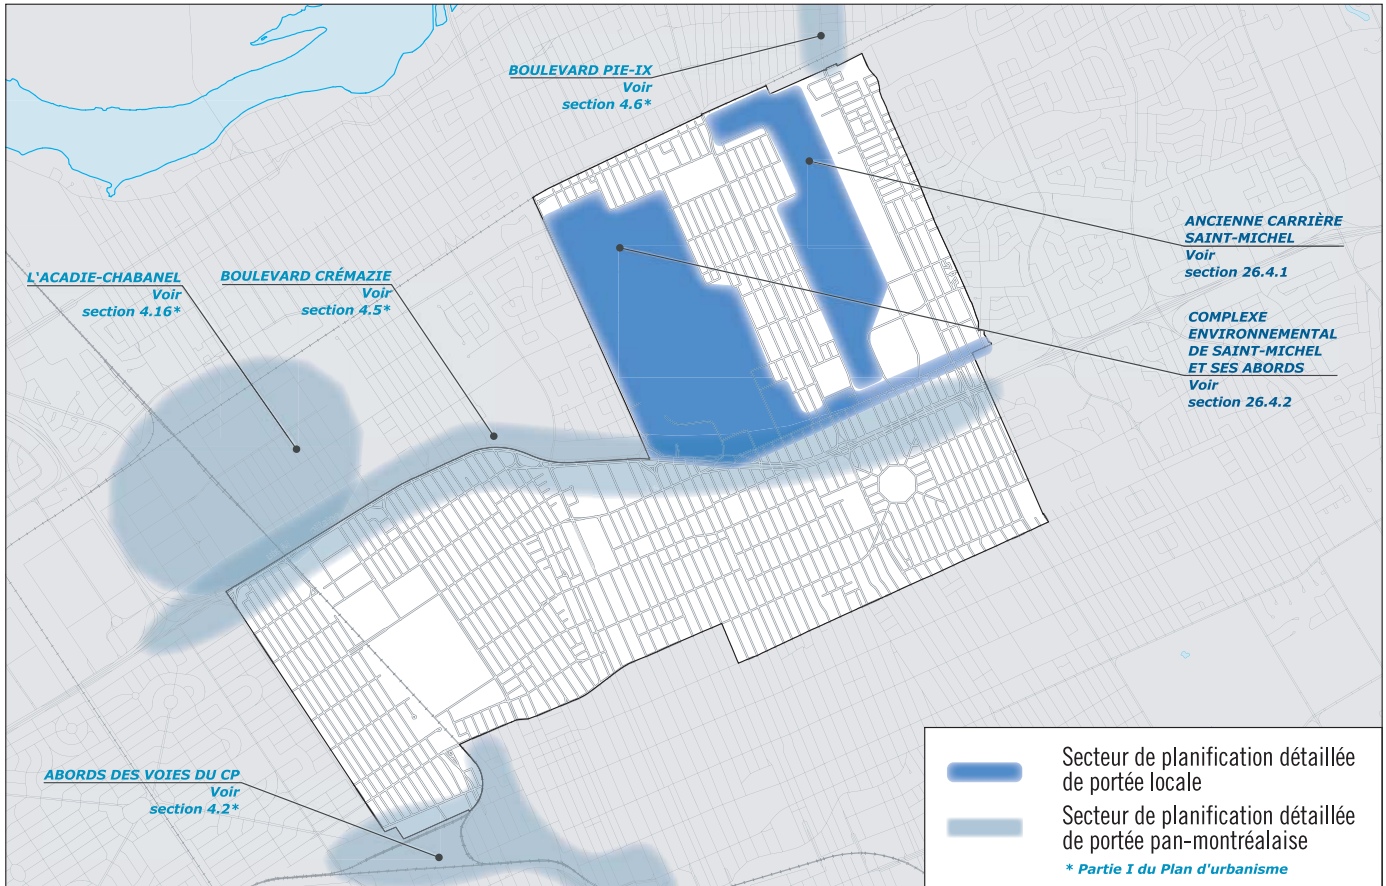 BOULEVARD PIE-IX
Voir
section 4.6*
L'ACADIE-CHABANEL
Voir
section 4.16*
BOULEVARD CRÉMAZIE
Voir
section 4.5*
ANCIENNE CARRIÈRE
SAINT-MICHEL
Voir
section 26.4.1
COMPLEXE
ENVIRONNEMENTAL
DE SAINT-MICHEL
ET SES ABORDS
Voir
section 26.4.2
ABORDS DES VOIES DU CP
Voir
section 4.2*
Secteur de planification détaillée
de portée locale
Secteur de planification détaillée
de portée pan-montréalaise
* Partie I du Plan d'urbanisme